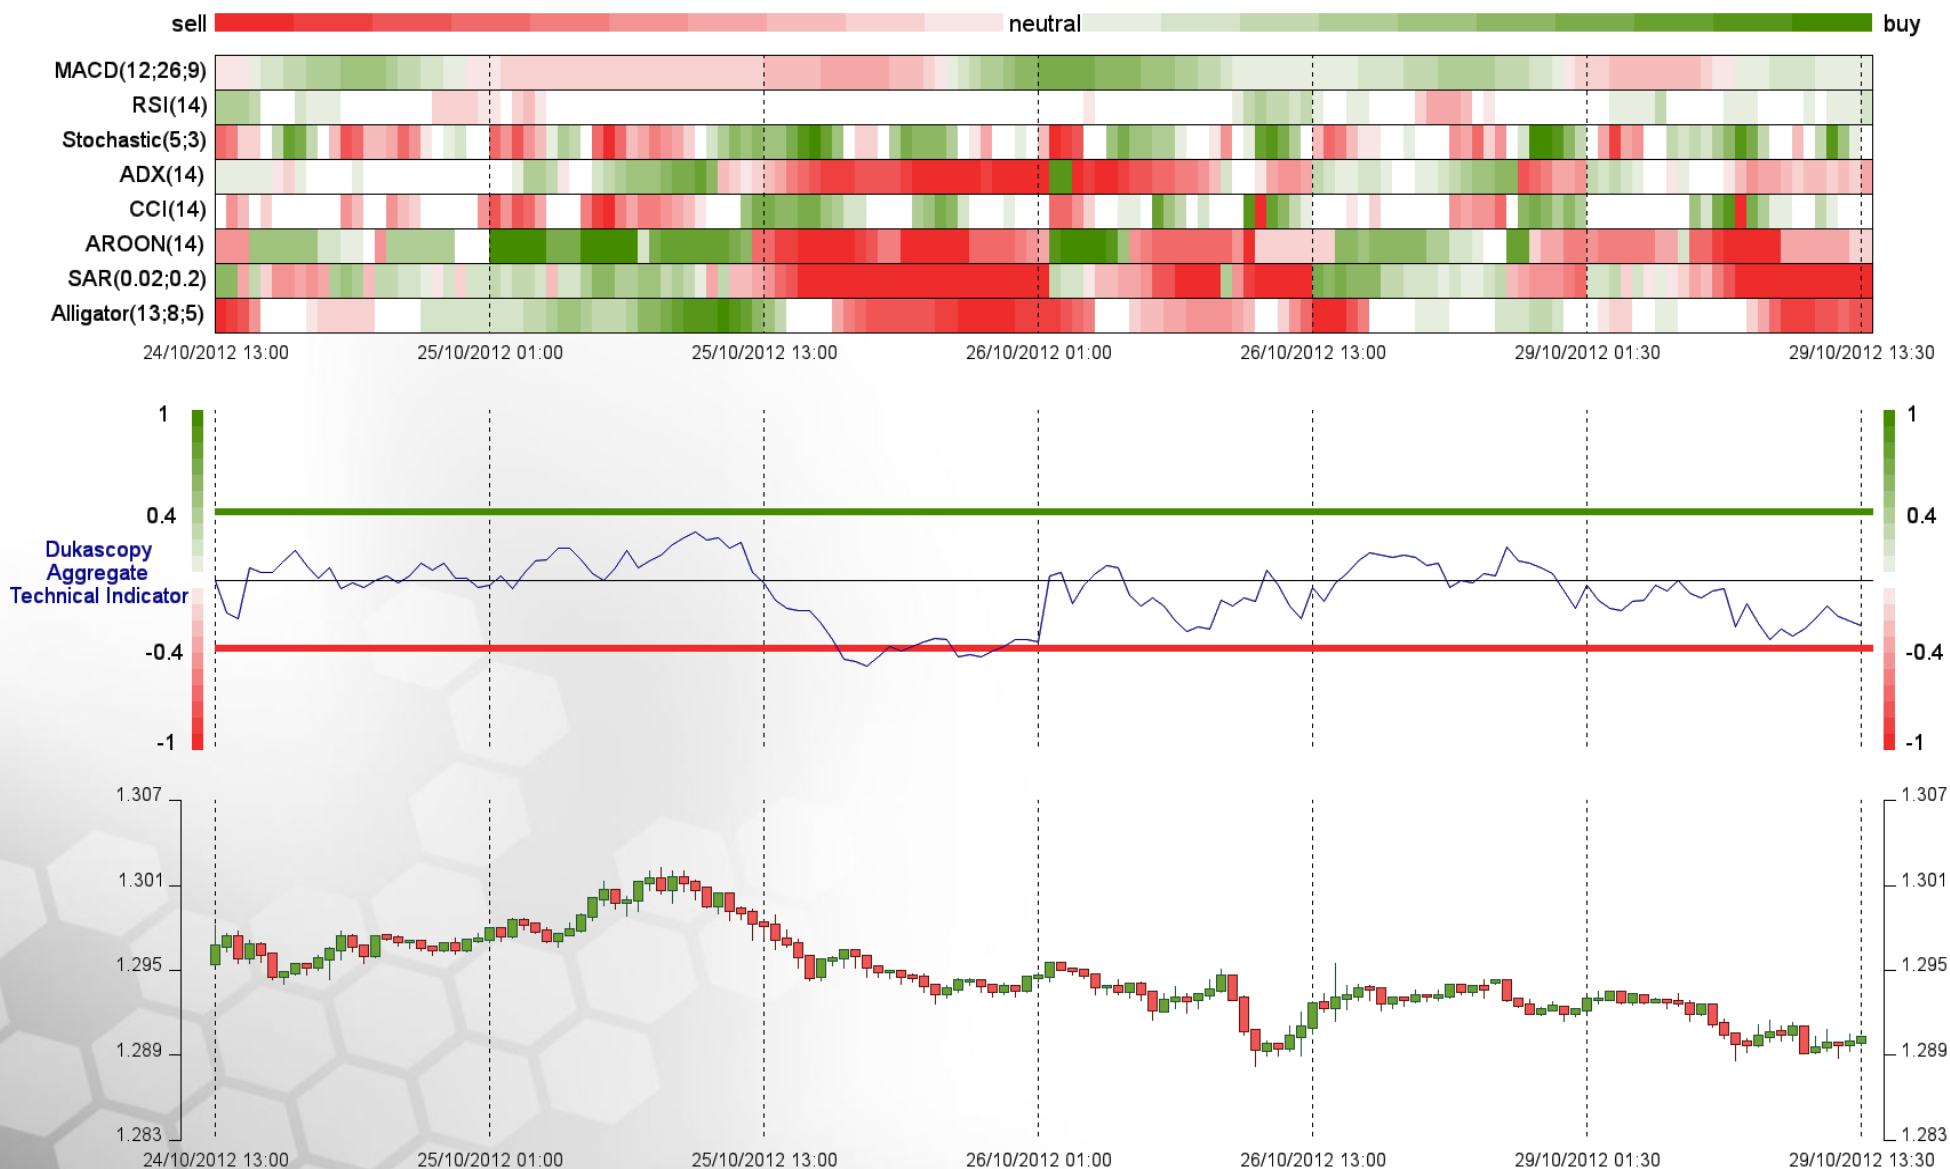 sell neutral buy
MACD(12;26;9)
RSI(14)
Stochastic(5;3)
ADX(14)
CCI(14)
AROON(14)
SAR(0.02;0.2)
Alligator(13;8;5)
24/10/2012 13:00 25/10/2012 01:00 25/10/2012 13:00 26/10/2012 01:00 26/10/2012 13:00 29/10/2012 01:30 29/10/2012 13:30
1 1
0.4 0.4
Dukascopy
Aggregate
Technical Indicator
-0.4 -0.4
-1 -1
1.307 1.307
1.301 1.301
1.295 1.295
1.289 1.289
1.283 1.283
24/10/2012 13:00 25/10/2012 01:00 25/10/2012 13:00 26/10/2012 01:00 26/10/2012 13:00 29/10/2012 01:30 29/10/2012 13:30